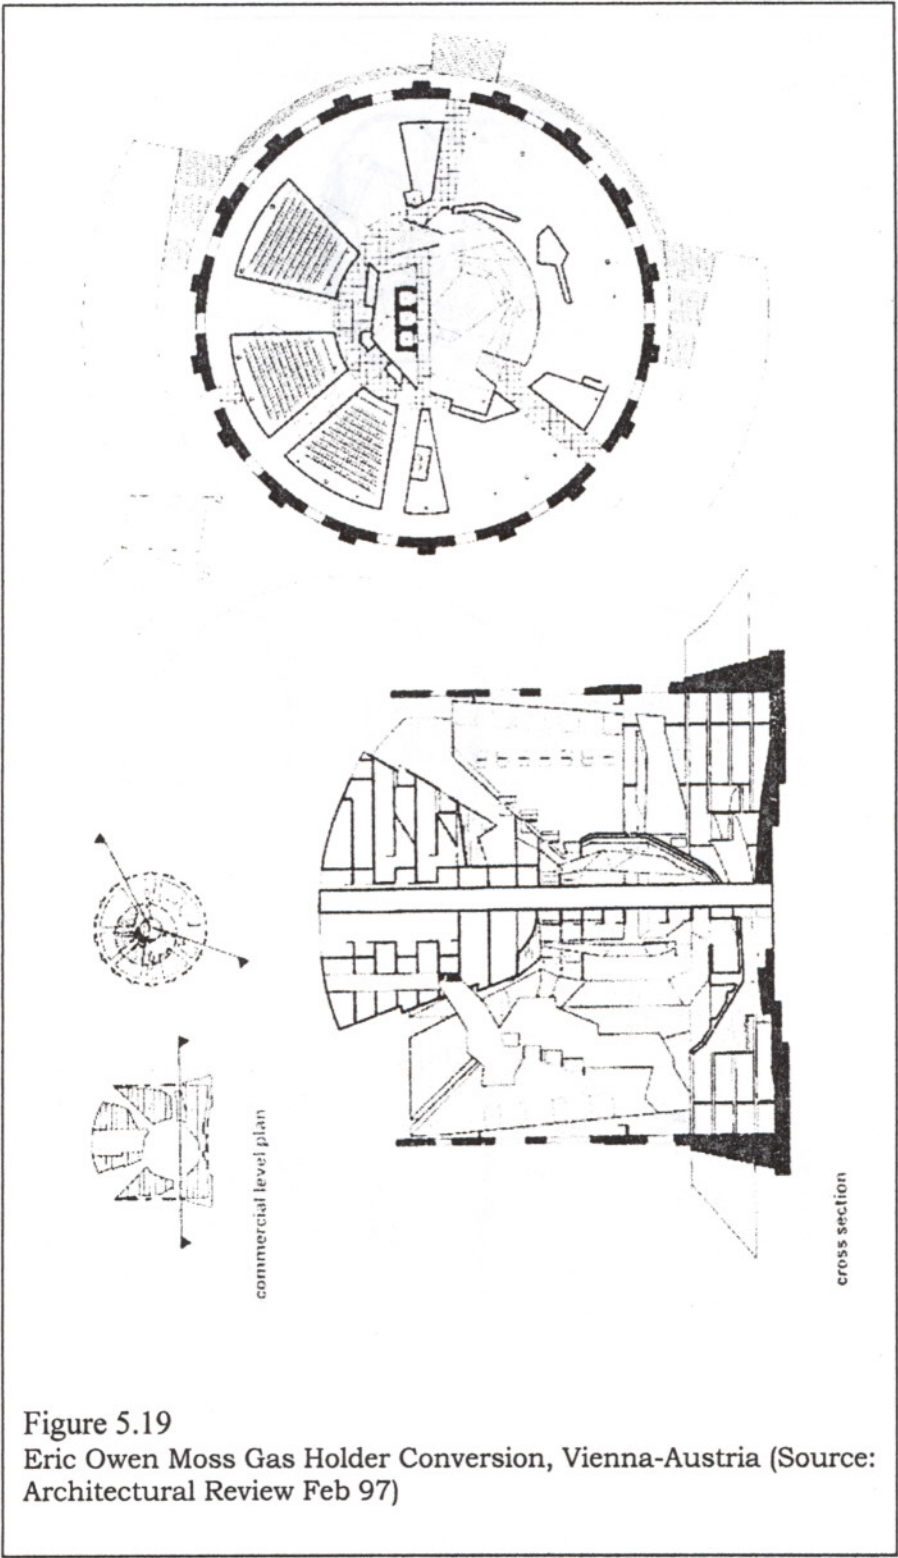 commercial level plan
cross section
Figure 5.19
Eric Owen Moss Gas Holder Conversion, Vienna-Austria (Source:
Architectural Review Feb 97)